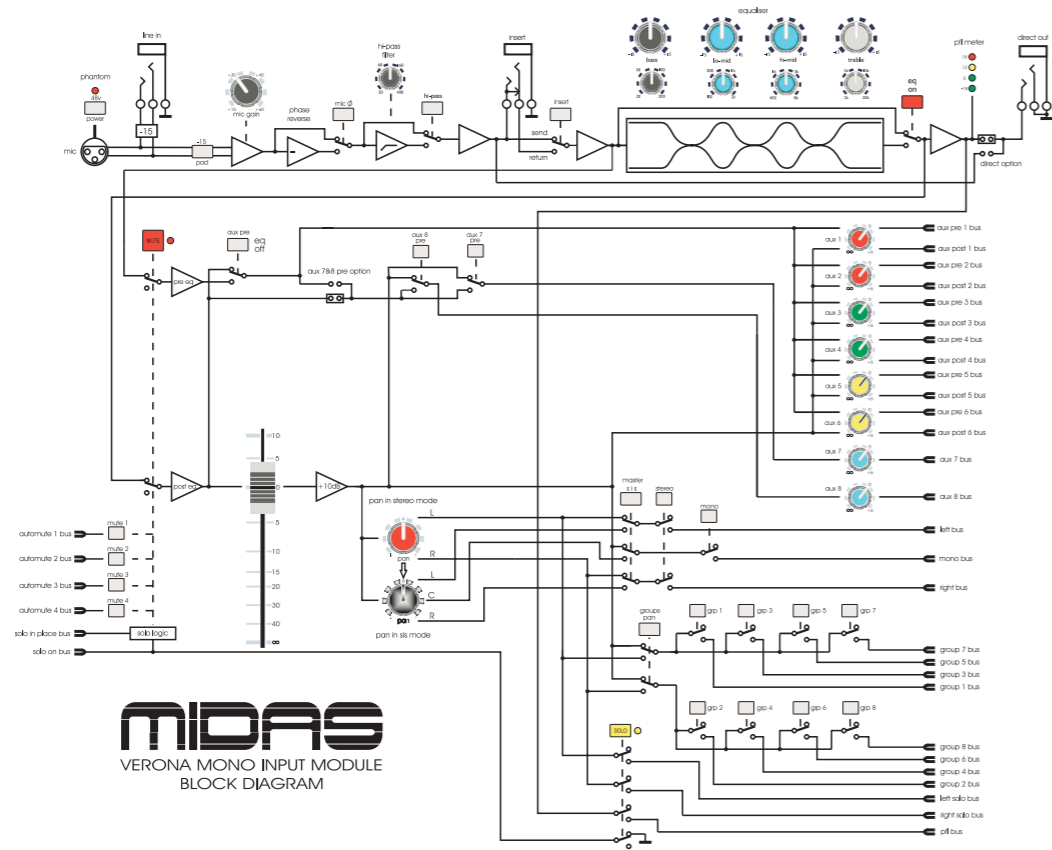 line in
insert
equaliser
pfl meter
direct out
hi-pass
filter
phantom
48v
power
bass
lo-mid
hi-mid
treble
eq
on
mic gain
phase
reverse
mic Ø
hi-pass
insert
-15
-15
pad
mic
send
return
direct option
MUTE
aux pre
eq
off
aux 8
pre
aux 7
pre
pre eq
aux 7&8 pre option
aux 1
aux 2
aux 3
aux 4
aux 5
aux 6
aux 7
aux 8
aux pre 1 bus
aux post 1 bus
aux pre 2 bus
aux post 2 bus
aux pre 3 bus
aux post 3 bus
aux pre 4 bus
aux post 4 bus
aux pre 5 bus
aux post 5 bus
aux pre 6 bus
aux post 6 bus
aux 7 bus
aux 8 bus
post eq
10
5
0
5
10
15
20
30
40
∞
+10dB
pan in stereo mode
L
pan
R
L
C
pan
R
pan in sis mode
master
s i s
stereo
mono
left bus
mono bus
right bus
automute 1 bus
mute 1
automute 2 bus
mute 2
automute 3 bus
mute 3
automute 4 bus
mute 4
solo in place bus
solo logic
solo on bus
groups
pan
grp 1
grp 3
grp 5
grp 7
group 7 bus
group 5 bus
group 3 bus
group 1 bus
grp 2
grp 4
grp 6
grp 8
group 8 bus
group 6 bus
group 4 bus
group 2 bus
SOLO
left solo bus
right solo bus
pfl bus
MIDAS
VERONA MONO INPUT MODULE
BLOCK DIAGRAM